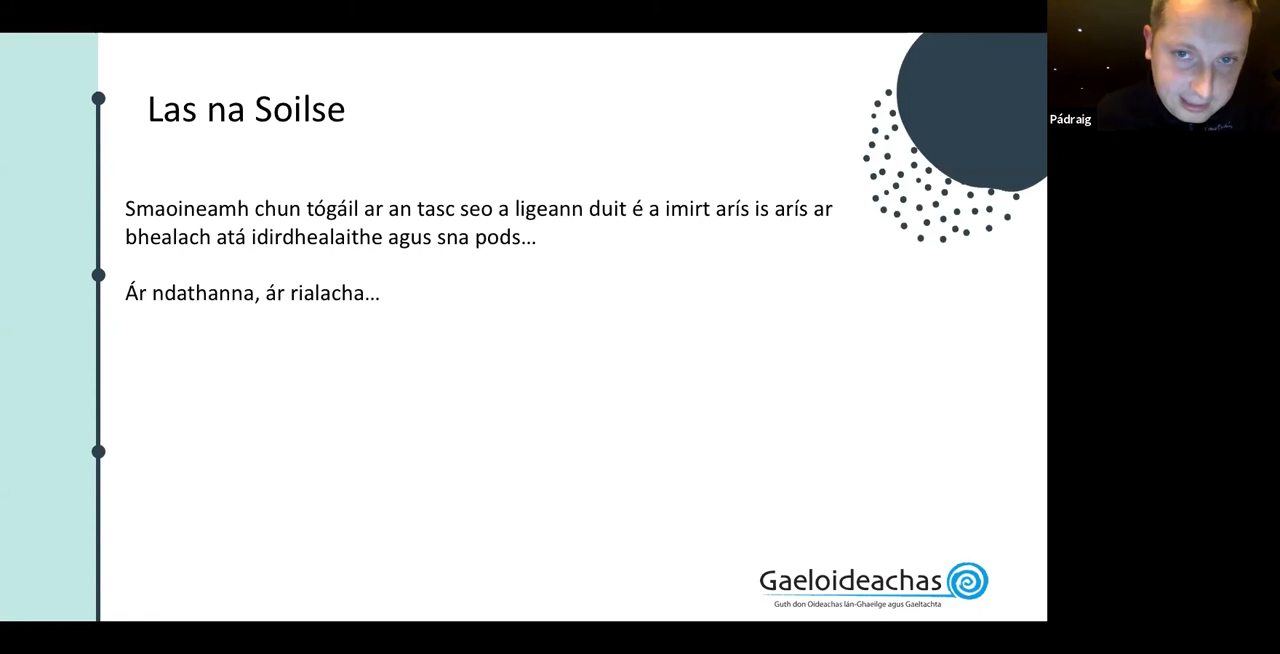 Las na Soilse
Smaoineamh chun tógáil ar an tasc seo a ligeann duit é a imirt arís is arís ar
bhealach atá idirdhealaithe agus sna pods…
Ár ndathanna, ár rialacha…
Gaeloideachas
Guth don Oideachas lán-Ghaeilge agus Gaeltachta
Pádraig